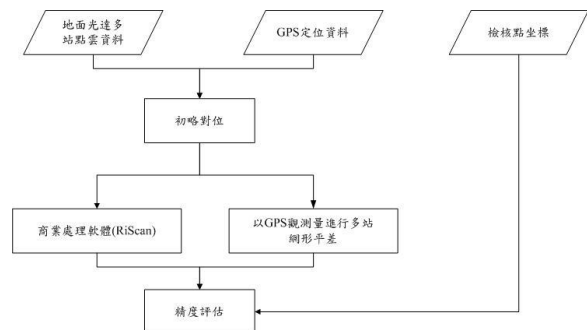 地面光達多
站點雲資料
GPS定位資料
檢核點坐標
初略對位
商業處理軟體(RiScan)
以GPS觀測量進行多站
網形平差
精度評估